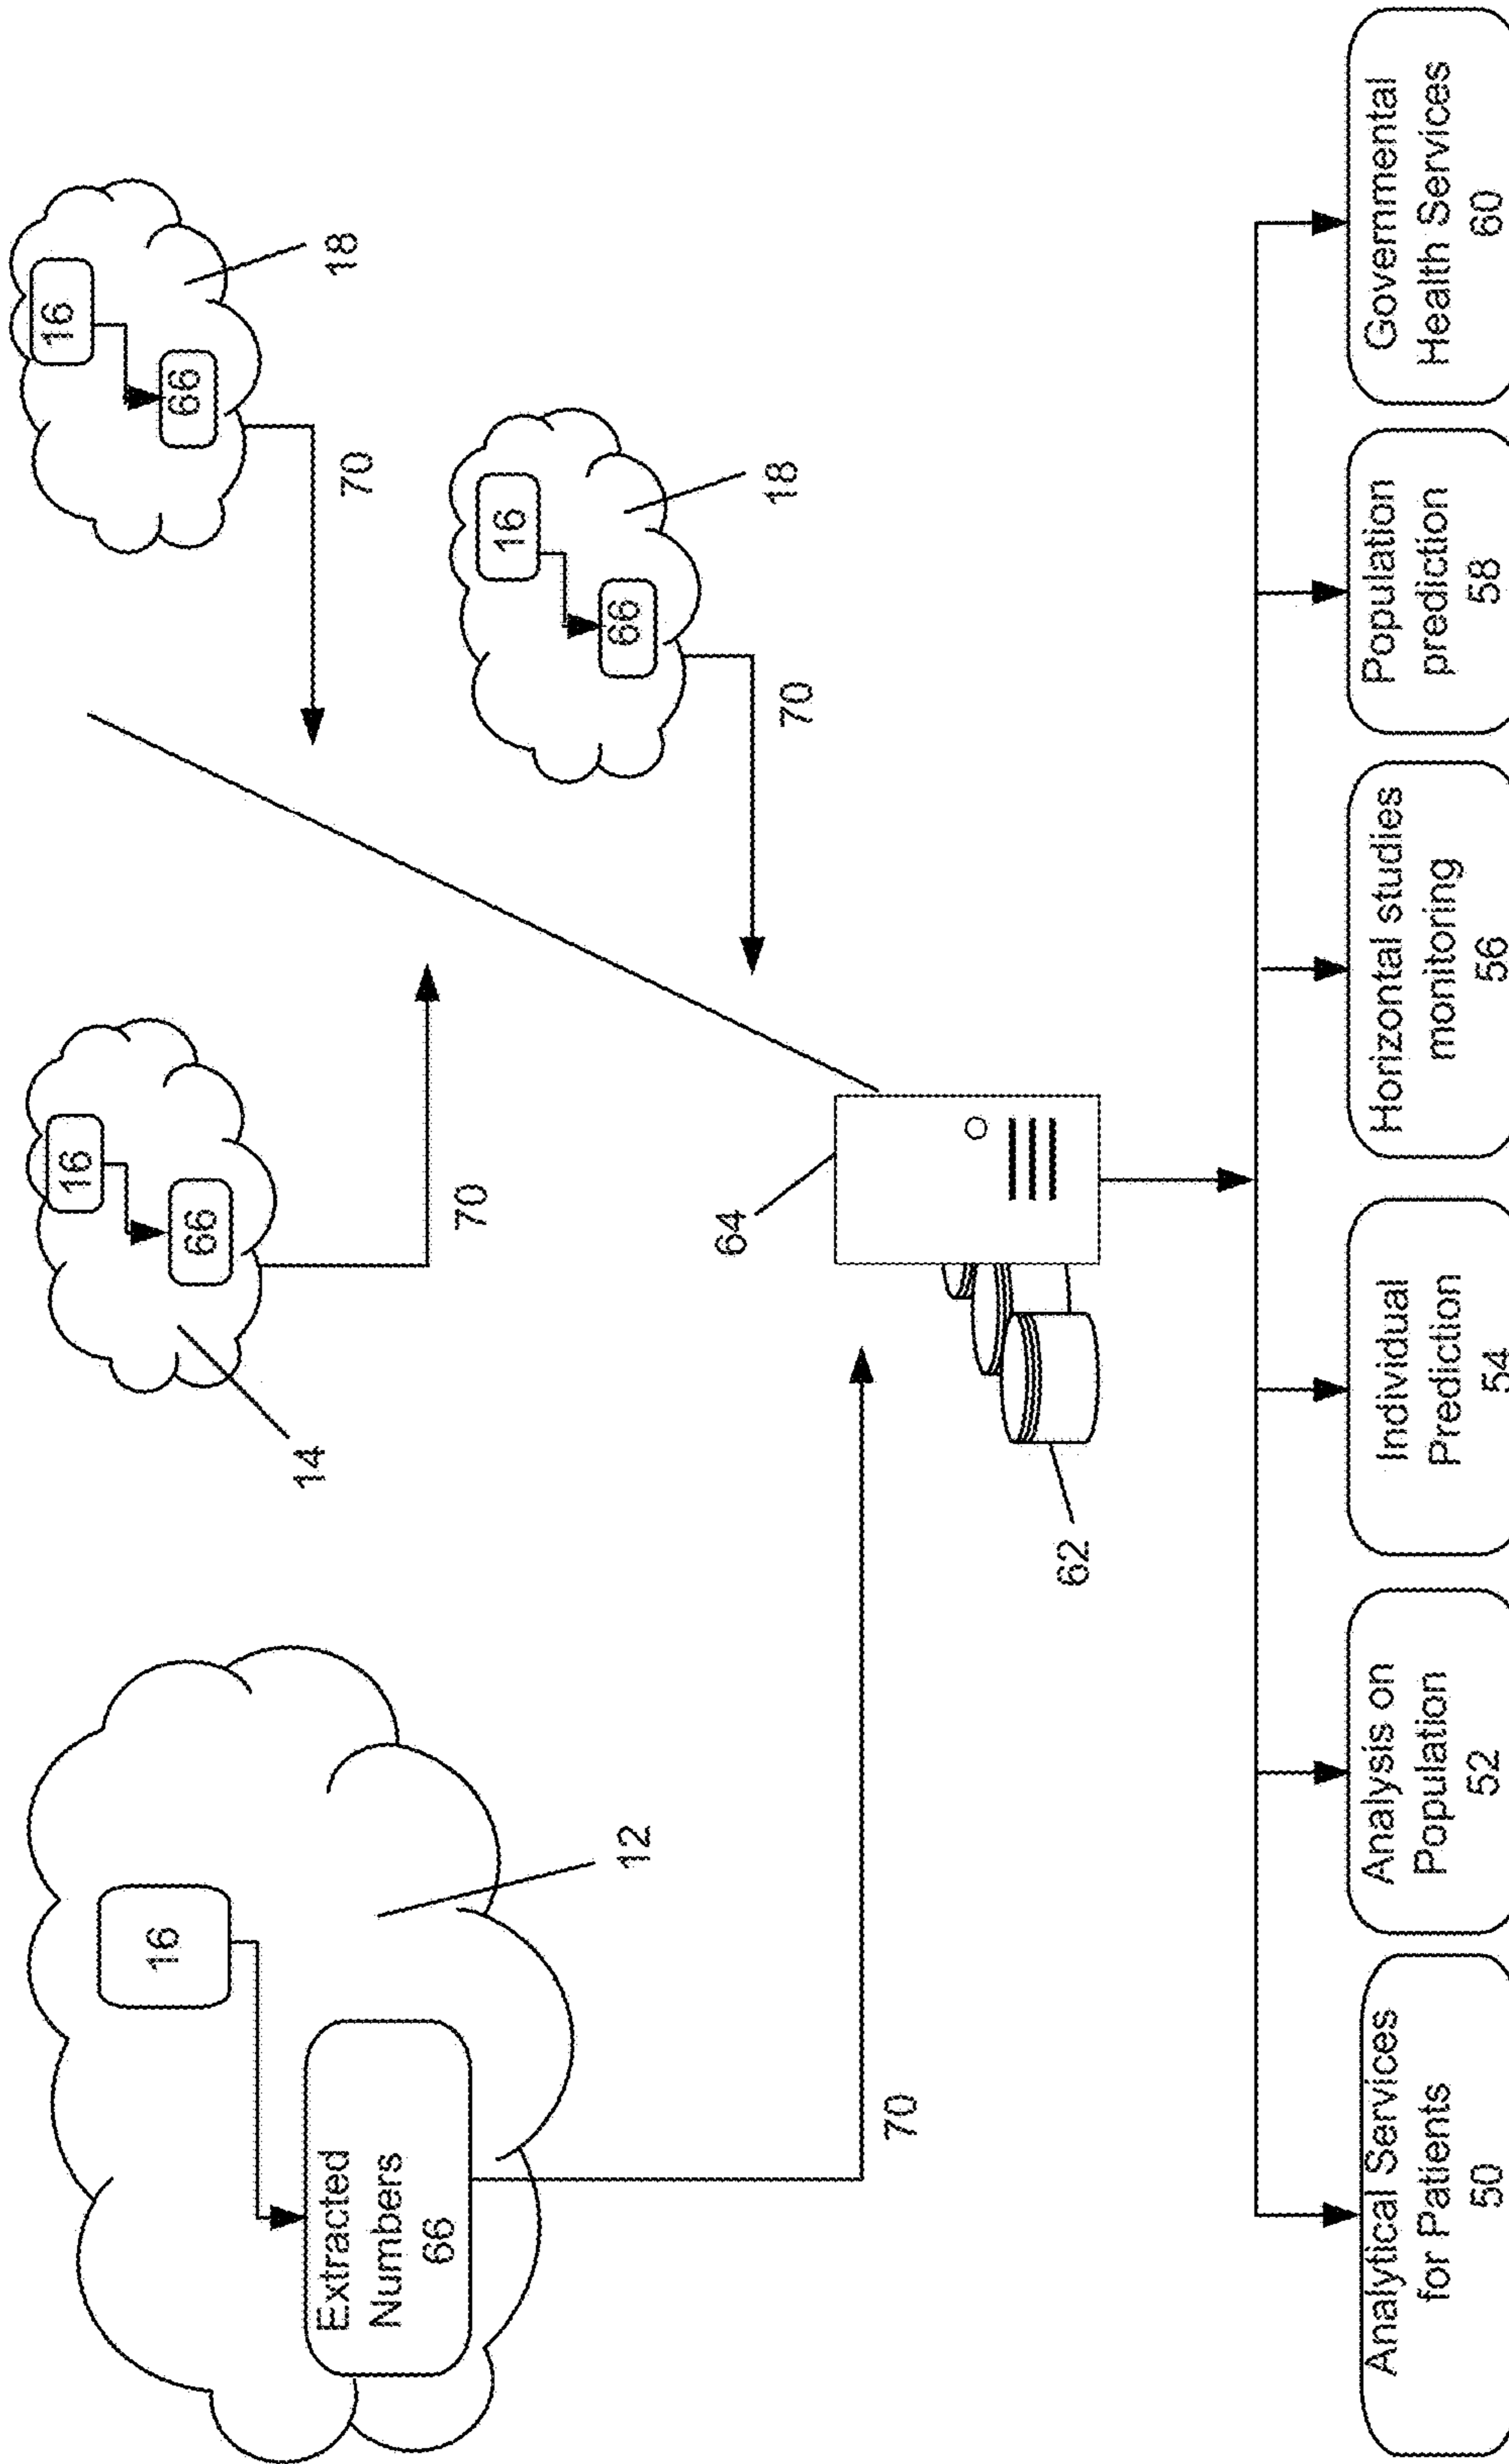 16
Extracted
Numbers
66
12
70
16
66
14
70
16
66
18
70
16
66
18
70
64
62
Analytical Services
for Patients
50
Analysis on
Population
52
Individual
Prediction
54
Horizontal studies
monitoring
56
Population
prediction
58
Governmental
Health Services
60